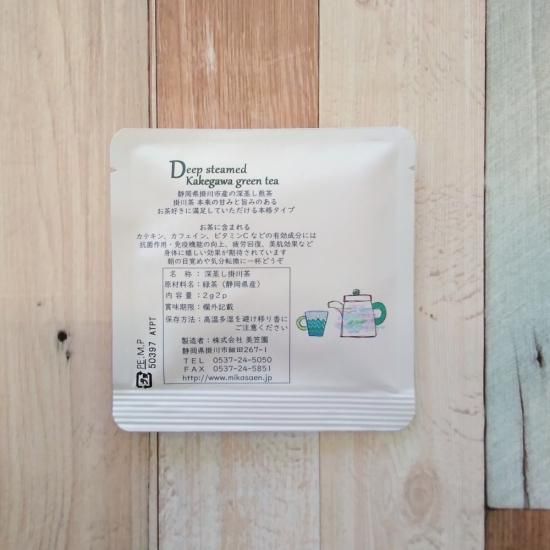 Deep steamed
Kakegawa green tea
静岡県掛川市産の深蒸し煎茶
掛川茶 本来の甘みと旨みのある
お茶好きに満足していただける本格タイプ
お茶に含まれる
カテキン、カフェイン、ビタミンCなどの有効成分には
抗菌作用・免疫機能の向上、疲労回復、美肌効果など
身体に嬉しい効果が期待されています
朝の目覚めや気分転換に一杯どうぞ
名 称：深蒸し掛川茶
原材料名：緑茶（静岡県産）
内 容 量：2g2p
賞味期限：欄外記載
保存方法：高温多湿を避け移り香に
ご注意ください
製造者：株式会社 美笠園
静岡県掛川市細田267-1
TEL 0537-24-5050
FAX 0537-24-5851
http://www.mikasaen.jp
PE.M.P
50397 ATPT